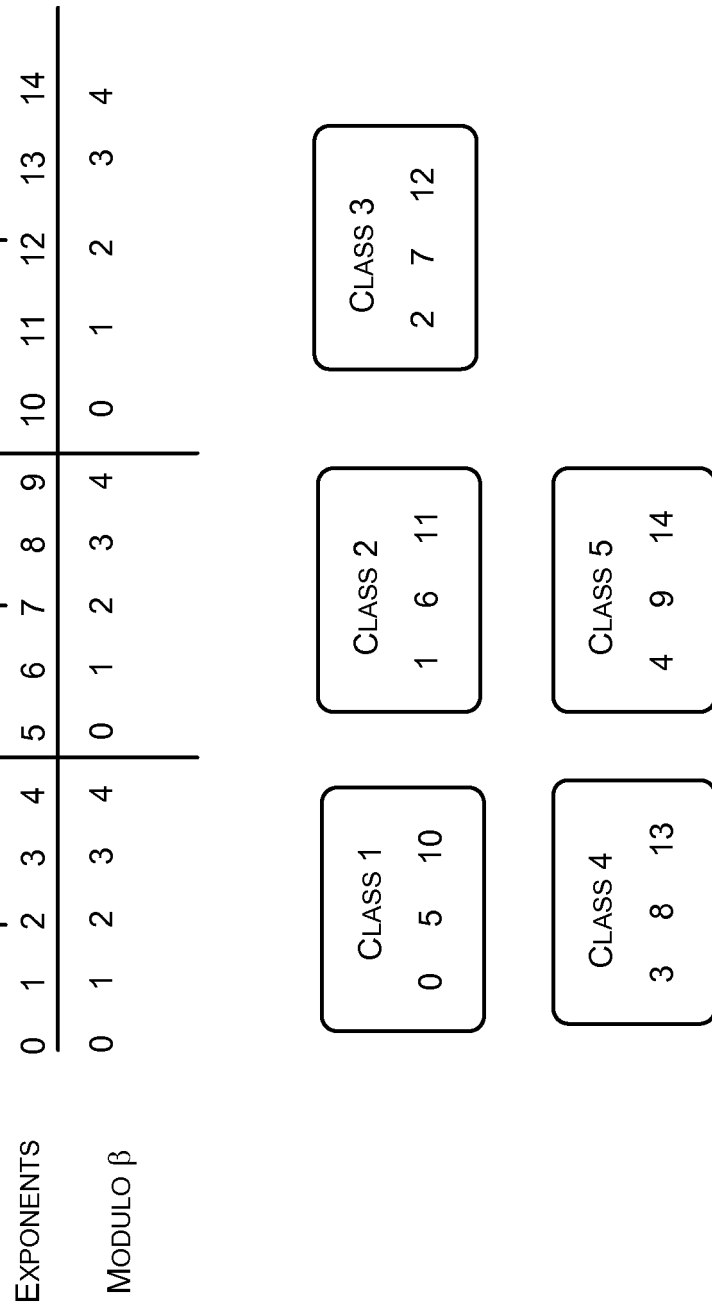 EXPONENTS 0 1 2 3 4 5 6 7 8 9 10 11 12 13 14
MODULO β 0 1 2 3 4 0 1 2 3 4 0 1 2 3 4
CLASS 1
0 5 10
CLASS 2
1 6 11
CLASS 3
2 7 12
CLASS 4
3 8 13
CLASS 5
4 9 14